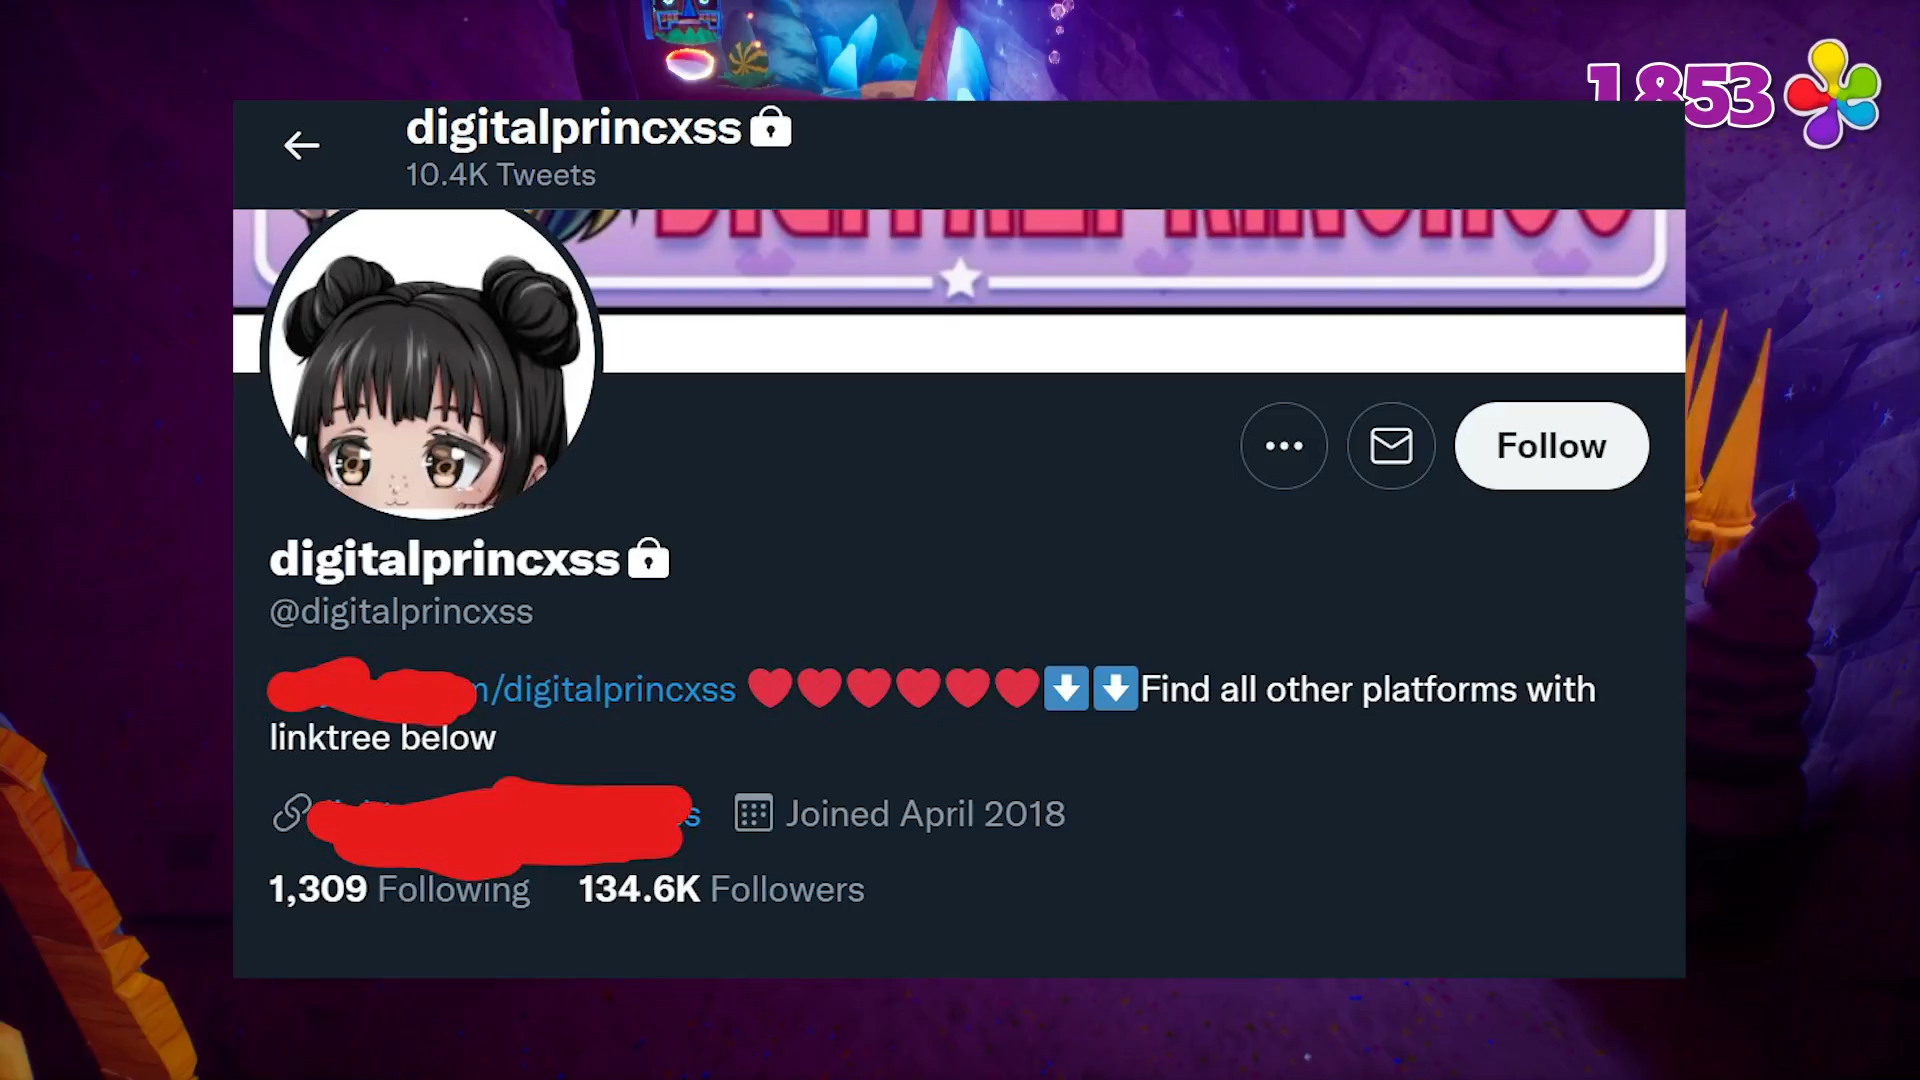 1853
digitalprincxss
10.4K Tweets
Follow
digitalprincxss
@digitalprincxss
/digitalprincxss ❤️❤️❤️❤️❤️❤️⬇️⬇️Find all other platforms with
linktree below
Joined April 2018
1,309 Following 134.6K Followers